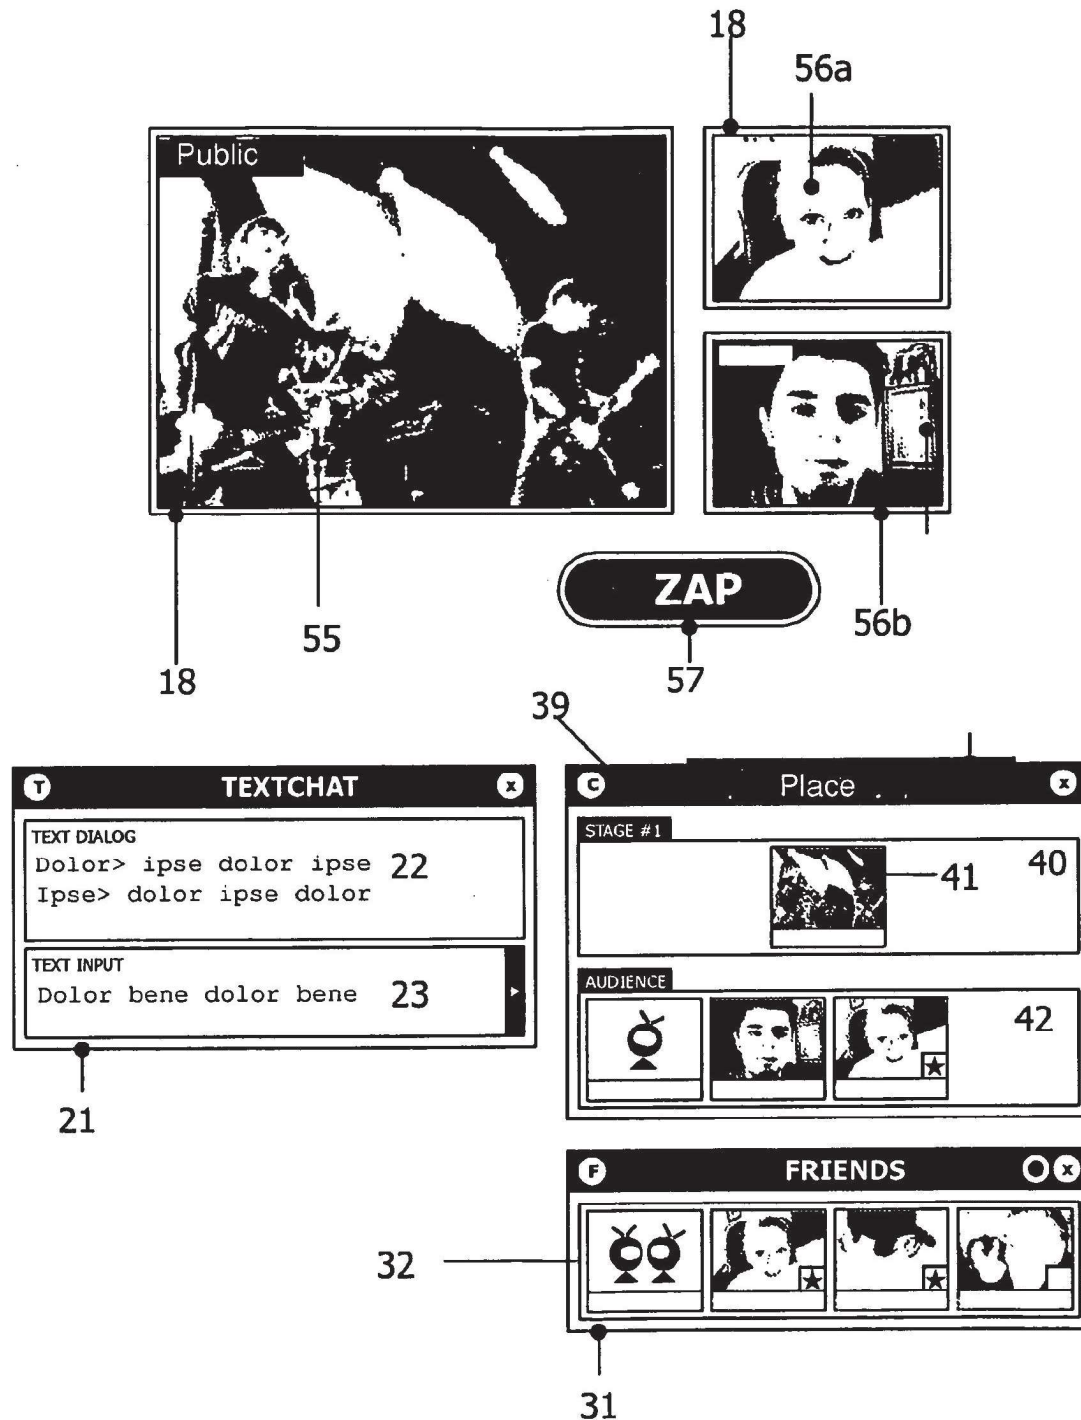 18
56a
Public
55
18
ZAP
57
56b
39
T TEXTCHAT x
TEXT DIALOG
Dolor> ipse dolor ipse 22
Ipse> dolor ipse dolor
TEXT INPUT
Dolor bene dolor bene 23
21
C Place x
STAGE #1
41
40
AUDIENCE
42
F FRIENDS x
32
31